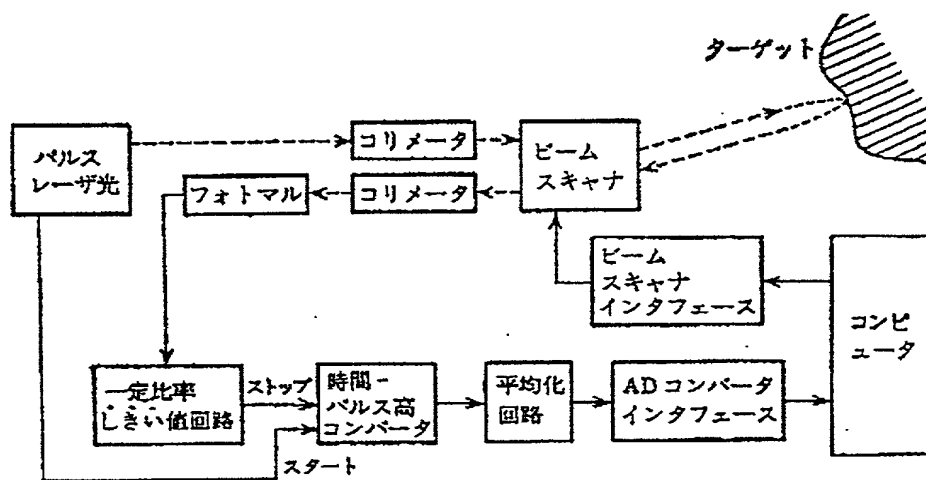 ターゲット
パルス
レーザ光
コリメータ
ビーム
スキャナ
フォトマル
コリメータ
ビーム
スキャナ
インタフェース
コンピ
ュータ
一定比率
しきい値回路
ストップ
時間-
パルス高
コンバータ
平均化
回路
ADコンバータ
インタフェース
スタート